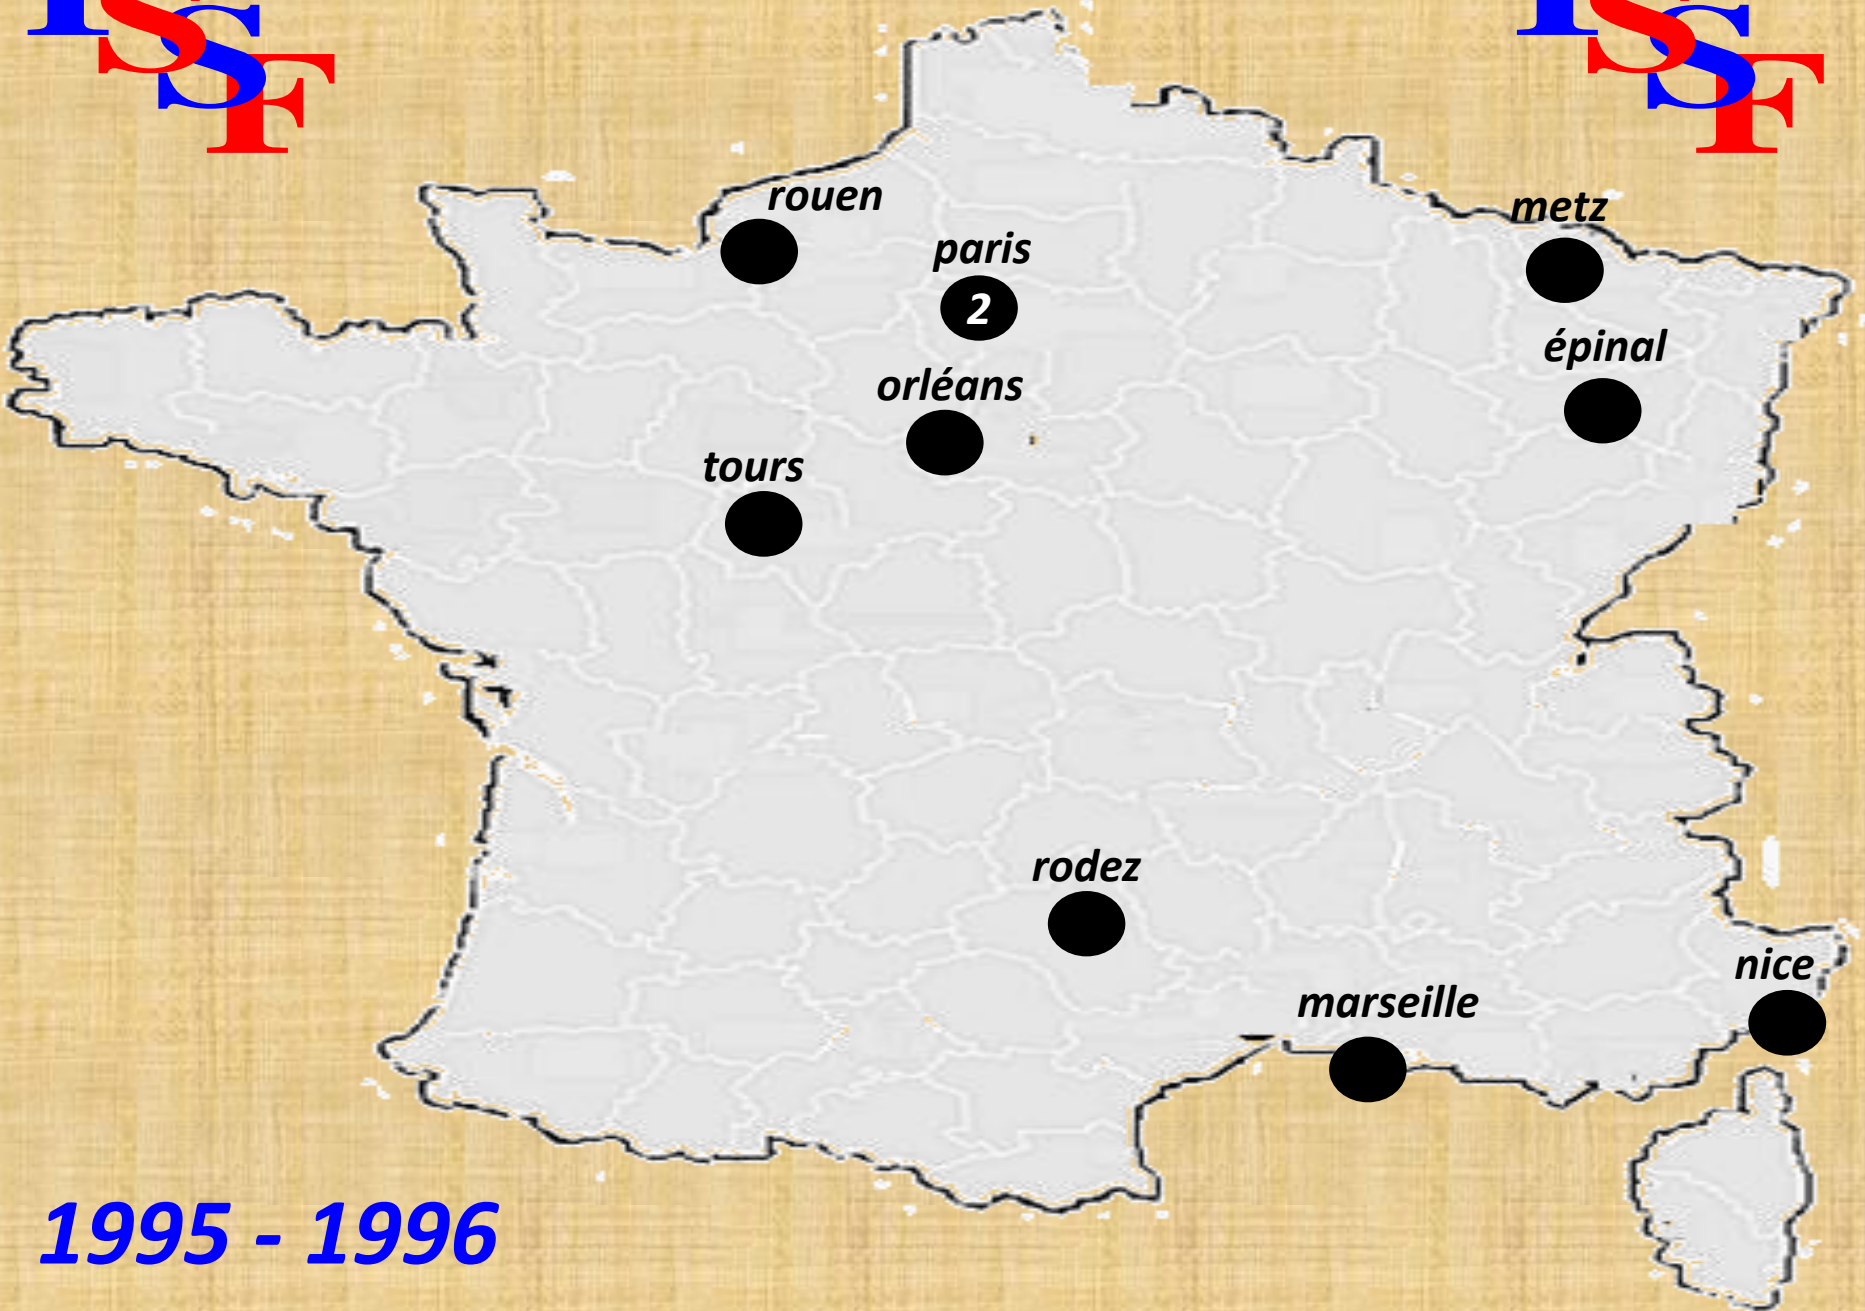 ISSF
ISSF
rouen
metz
paris
2
épinal
orléans
tours
rodez
nice
marseille
1995 - 1996